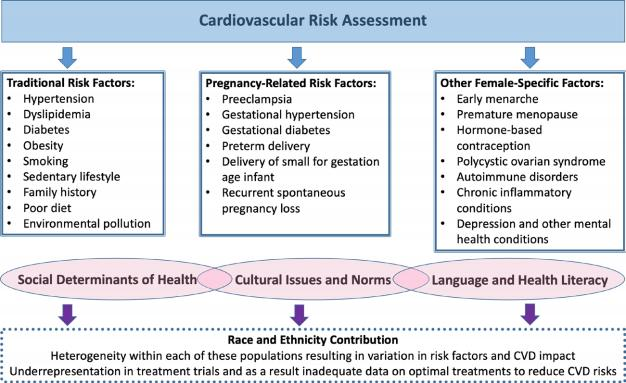 Cardiovascular Risk Assessment
Traditional Risk Factors:
• Hypertension
• Dyslipidemia
• Diabetes
• Obesity
• Smoking
• Sedentary lifestyle
• Family history
• Poor diet
• Environmental pollution
Pregnancy-Related Risk Factors:
• Preeclampsia
• Gestational hypertension
• Gestational diabetes
• Preterm delivery
• Delivery of small for gestation
age infant
• Recurrent spontaneous
pregnancy loss
Other Female-Specific Factors:
• Early menarche
• Premature menopause
• Hormone-based
contraception
• Polycystic ovarian syndrome
• Autoimmune disorders
• Chronic inflammatory
conditions
• Depression and other mental
health conditions
Social Determinants of Health
Cultural Issues and Norms
Language and Health Literacy
Race and Ethnicity Contribution
Heterogeneity within each of these populations resulting in variation in risk factors and CVD impact
Underrepresentation in treatment trials and as a result inadequate data on optimal treatments to reduce CVD risks